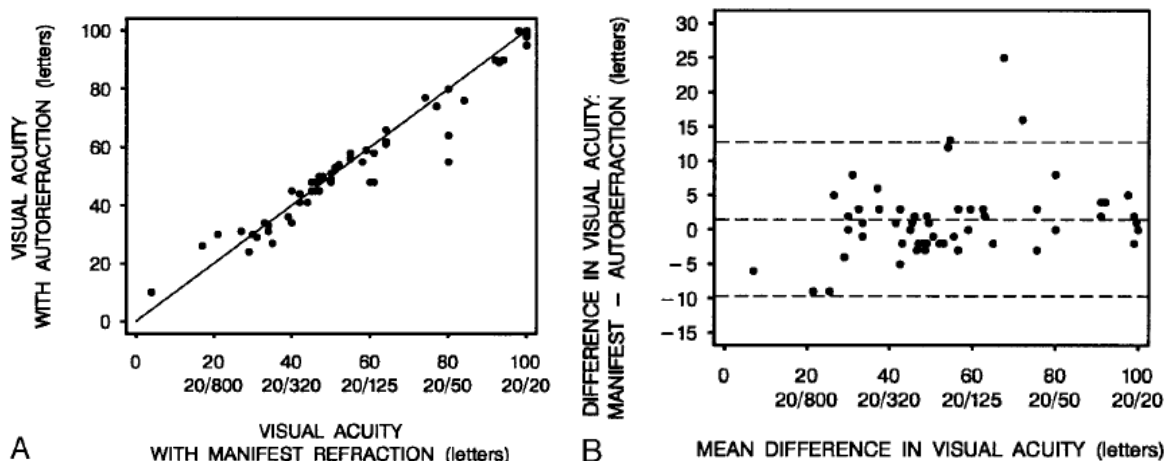 VISUAL ACUITY
WITH AUTOREFRACTION (letters)
100
80
60
40
20
0
0 20 40 60 80 100
20/800 20/320 20/125 20/50 20/20
A
VISUAL ACUITY
WITH MANIFEST REFRACTION (letters)
DIFFERENCE IN VISUAL ACUITY:
MANIFEST − AUTOREFRACTION (letters)
30
25
20
15
10
5
0
−5
−10
−15
0 20 40 60 80 100
20/800 20/320 20/125 20/50 20/20
B
MEAN DIFFERENCE IN VISUAL ACUITY (letters)